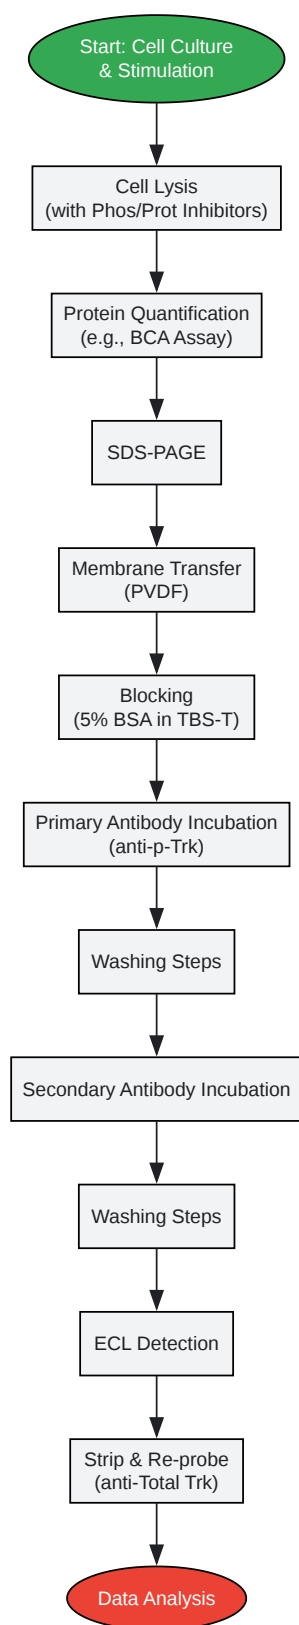 Start: Cell Culture
& Stimulation
Cell Lysis
(with Phos/Prot Inhibitors)
Protein Quantification
(e.g., BCA Assay)
SDS-PAGE
Membrane Transfer
(PVDF)
Blocking
(5% BSA in TBS-T)
Primary Antibody Incubation
(anti-p-Trk)
Washing Steps
Secondary Antibody Incubation
Washing Steps
ECL Detection
Strip & Re-probe
(anti-Total Trk)
Data Analysis